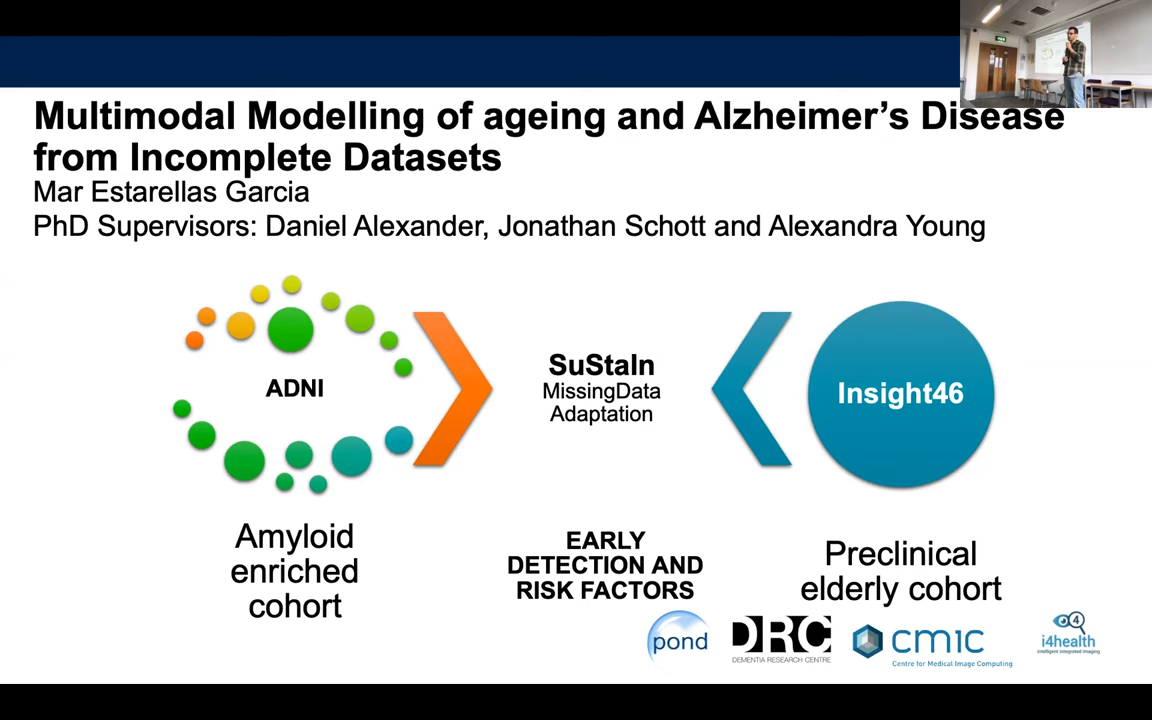 Multimodal Modelling of ageing and Alzheimer's Disease
from Incomplete Datasets
Mar Estarellas Garcia
PhD Supervisors: Daniel Alexander, Jonathan Schott and Alexandra Young
ADNI
SuStaIn
MissingData
Adaptation
Insight46
Amyloid
enriched
cohort
EARLY
DETECTION AND
RISK FACTORS
Preclinical
elderly cohort
pond
DRC
DEMENTIA RESEARCH CENTRE
cmic
Centre for Medical Image Computing
4
i4health
intelligent integrated imaging